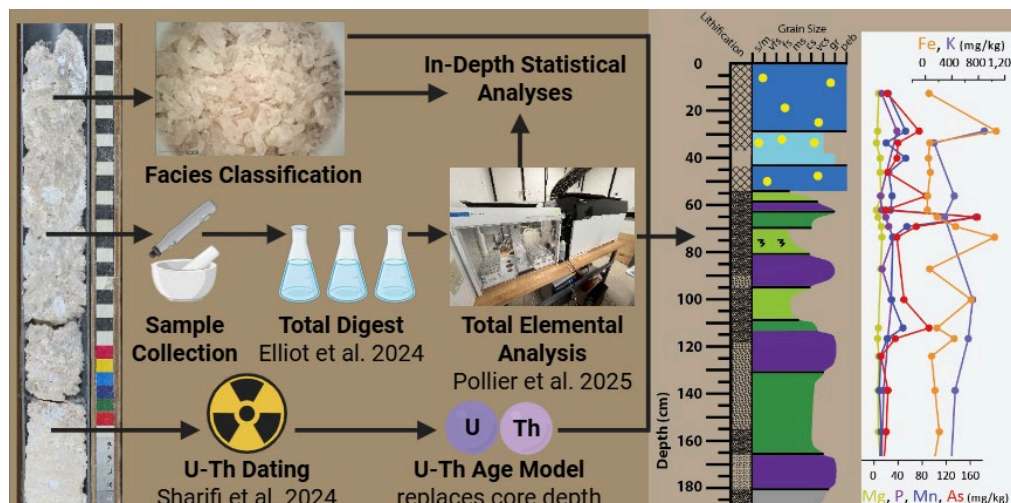 In-Depth Statistical
Analyses
Facies Classification
Sample
Collection
Total Digest
Elliot et al. 2024
Total Elemental
Analysis
Pollier et al. 2025
U-Th Dating
Sharifi et al. 2024
U
Th
U-Th Age Model
replaces core depth
Lithification
Grain Size
s/m
vfs
fs
ms
cs
vcs
gr
peb
0
20
40
60
80
100
120
140
160
180
Depth (cm)
Fe, K (mg/kg)
0 400 800 1,20
0 40 80 120 160
Mg, P, Mn, As (mg/kg)